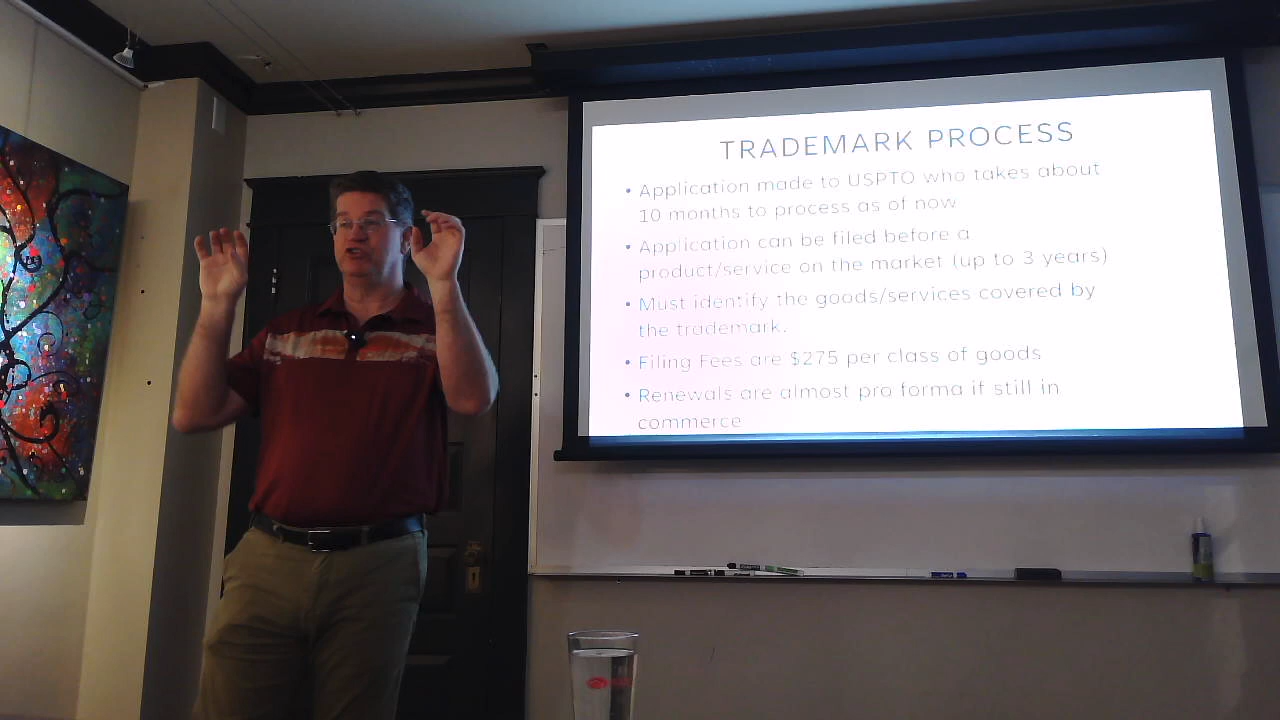 TRADEMARK PROCESS
• Application made to USPTO who takes about
10 months to process as of now
• Application can be filed before a
product/service on the market (up to 3 years)
• Must identify the goods/services covered by
the trademark.
• Filing Fees are $275 per class of goods
• Renewals are almost pro forma if still in
commerce